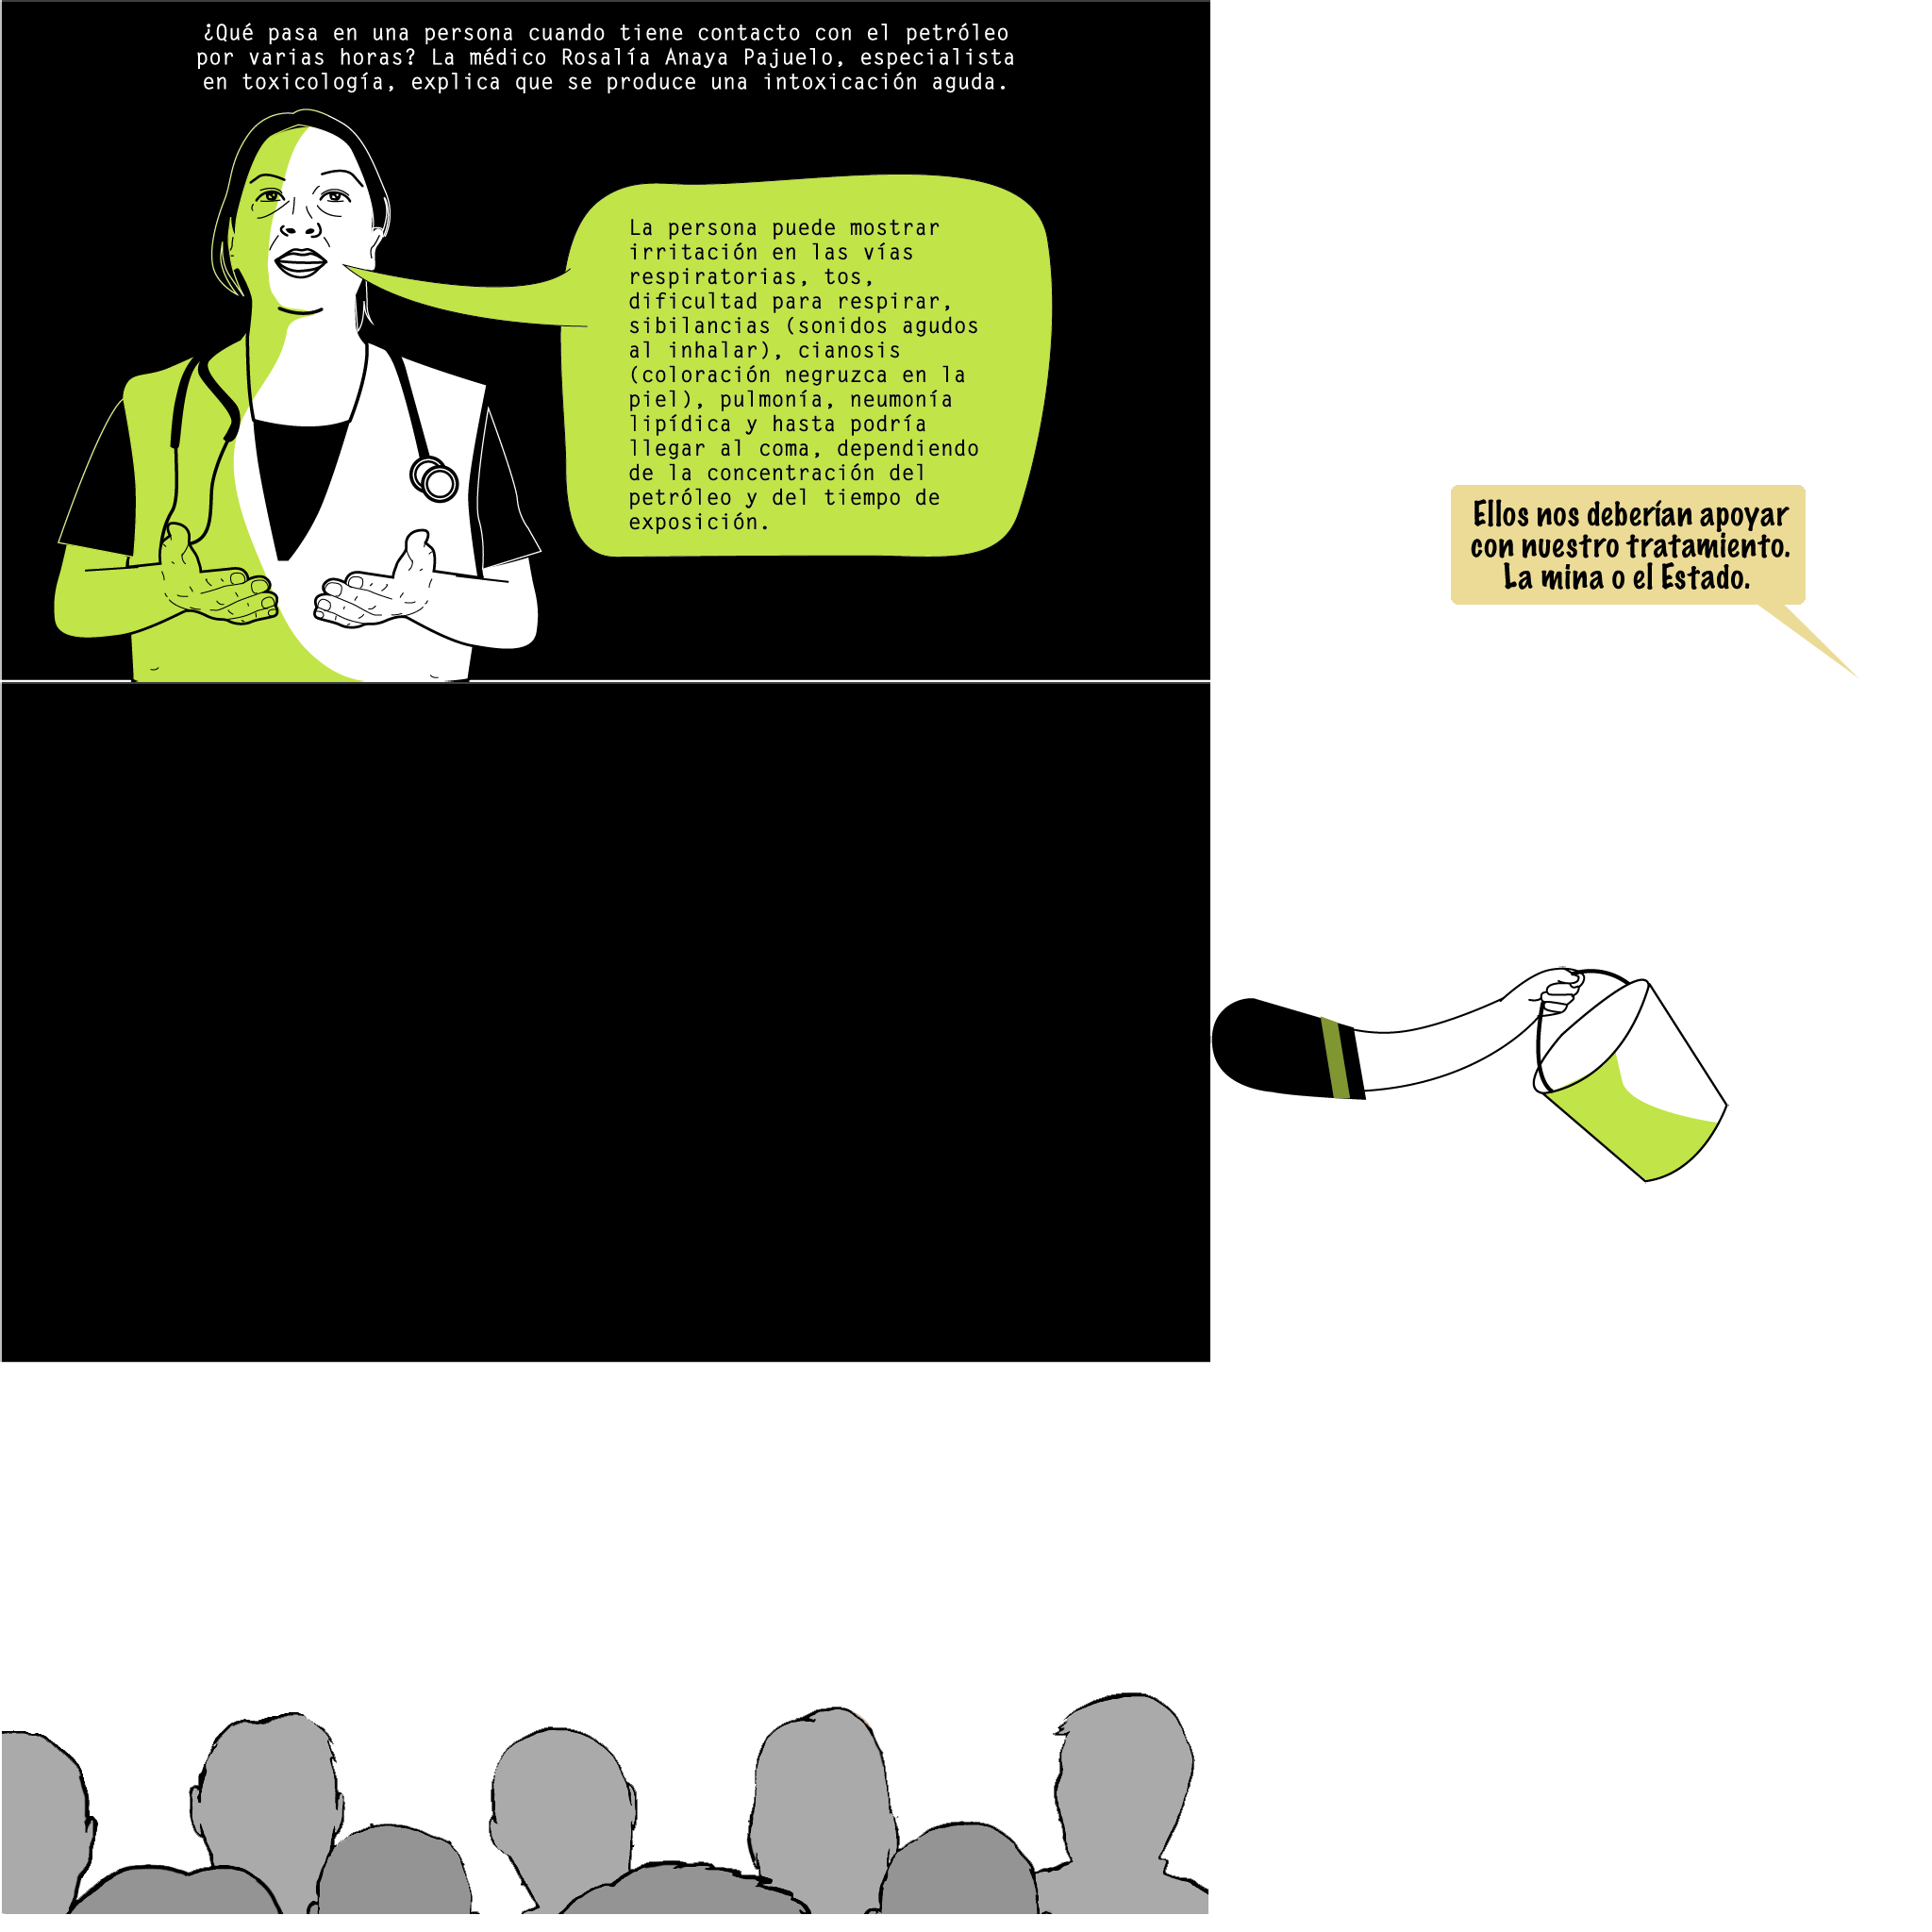 ¿Qué pasa en una persona cuando tiene contacto con el petróleo
por varias horas? La médico Rosalía Anaya Pajuelo, especialista
en toxicología, explica que se produce una intoxicación aguda.
La persona puede mostrar
irritación en las vías
respiratorias, tos,
dificultad para respirar,
sibilancias (sonidos agudos
al inhalar), cianosis
(coloración negruzca en la
piel), pulmonía, neumonía
lipídica y hasta podría
llegar al coma, dependiendo
de la concentración del
petróleo y del tiempo de
exposición.
Ellos nos deberían apoyar
con nuestro tratamiento.
La mina o el Estado.